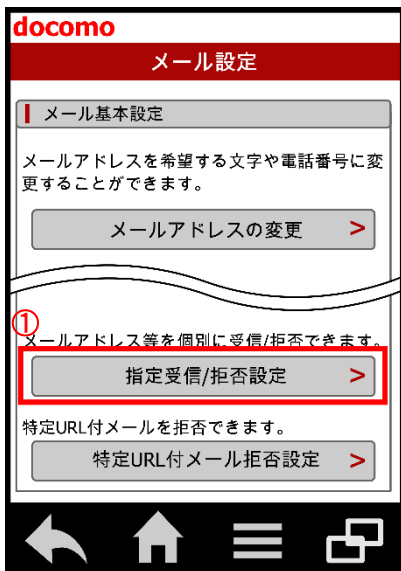 docomo
メール設定
メール基本設定
メールアドレスを希望する文字や電話番号に変
更することができます。
メールアドレスの変更 >
①
メールアドレス等を個別に受信/拒否できます。
指定受信/拒否設定 >
特定URL付メールを拒否できます。
特定URL付メール拒否設定 >